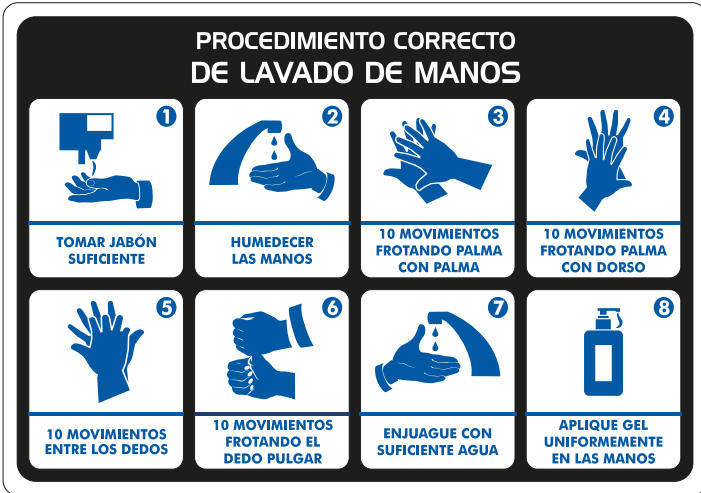 PROCEDIMIENTO CORRECTO
DE LAVADO DE MANOS
1
TOMAR JABÓN
SUFICIENTE
2
HUMEDECER
LAS MANOS
3
10 MOVIMIENTOS
FROTANDO PALMA
CON PALMA
4
10 MOVIMIENTOS
FROTANDO PALMA
CON DORSO
5
10 MOVIMIENTOS
ENTRE LOS DEDOS
6
10 MOVIMIENTOS
FROTANDO EL
DEDO PULGAR
7
ENJUAGUE CON
SUFICIENTE AGUA
8
APLIQUE GEL
UNIFORMEMENTE
EN LAS MANOS